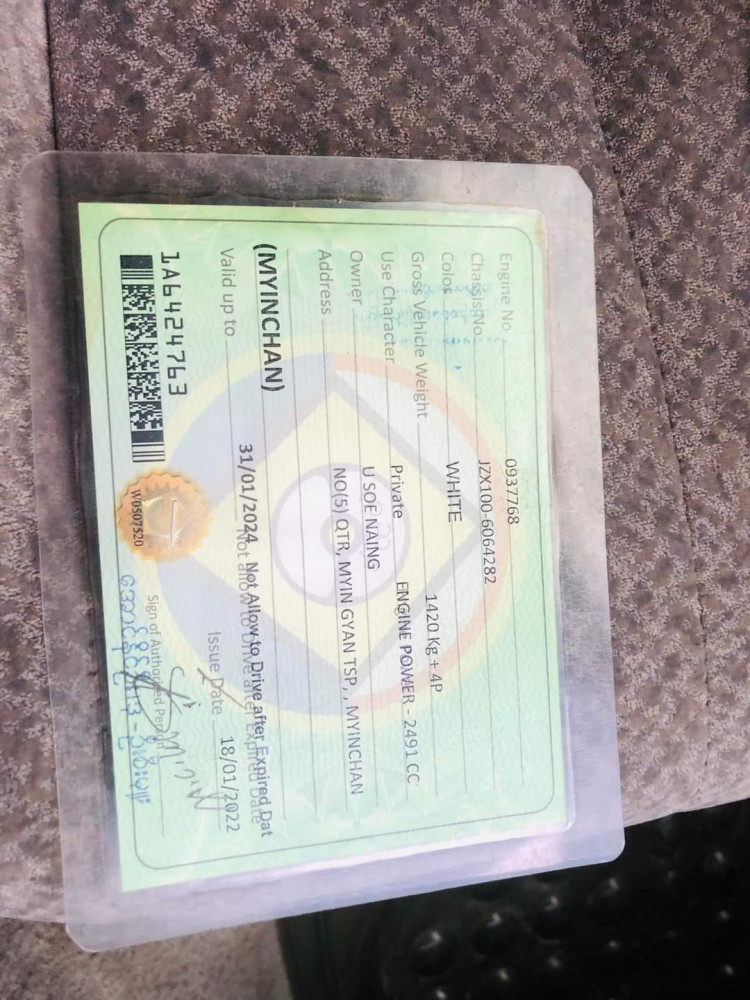 Engine No 0937768
Chassis No JZX100-6064282
Color WHITE
Gross Vehicle Weight 1420 Kg + 4P
Use Character Private ENGINE POWER - 2491 CC
Owner U SOE NAING
Address NO(5) QTR, MYIN GYAN TSP, , MYINCHAN
(MYINCHAN)
Valid up to 31/01/2024 Not Allow to Drive after Expired Dat
Not allow to Drive after Expired Date
Issue Date 18/01/2022
1A6424763
W0507520
Sign of Authorized Person